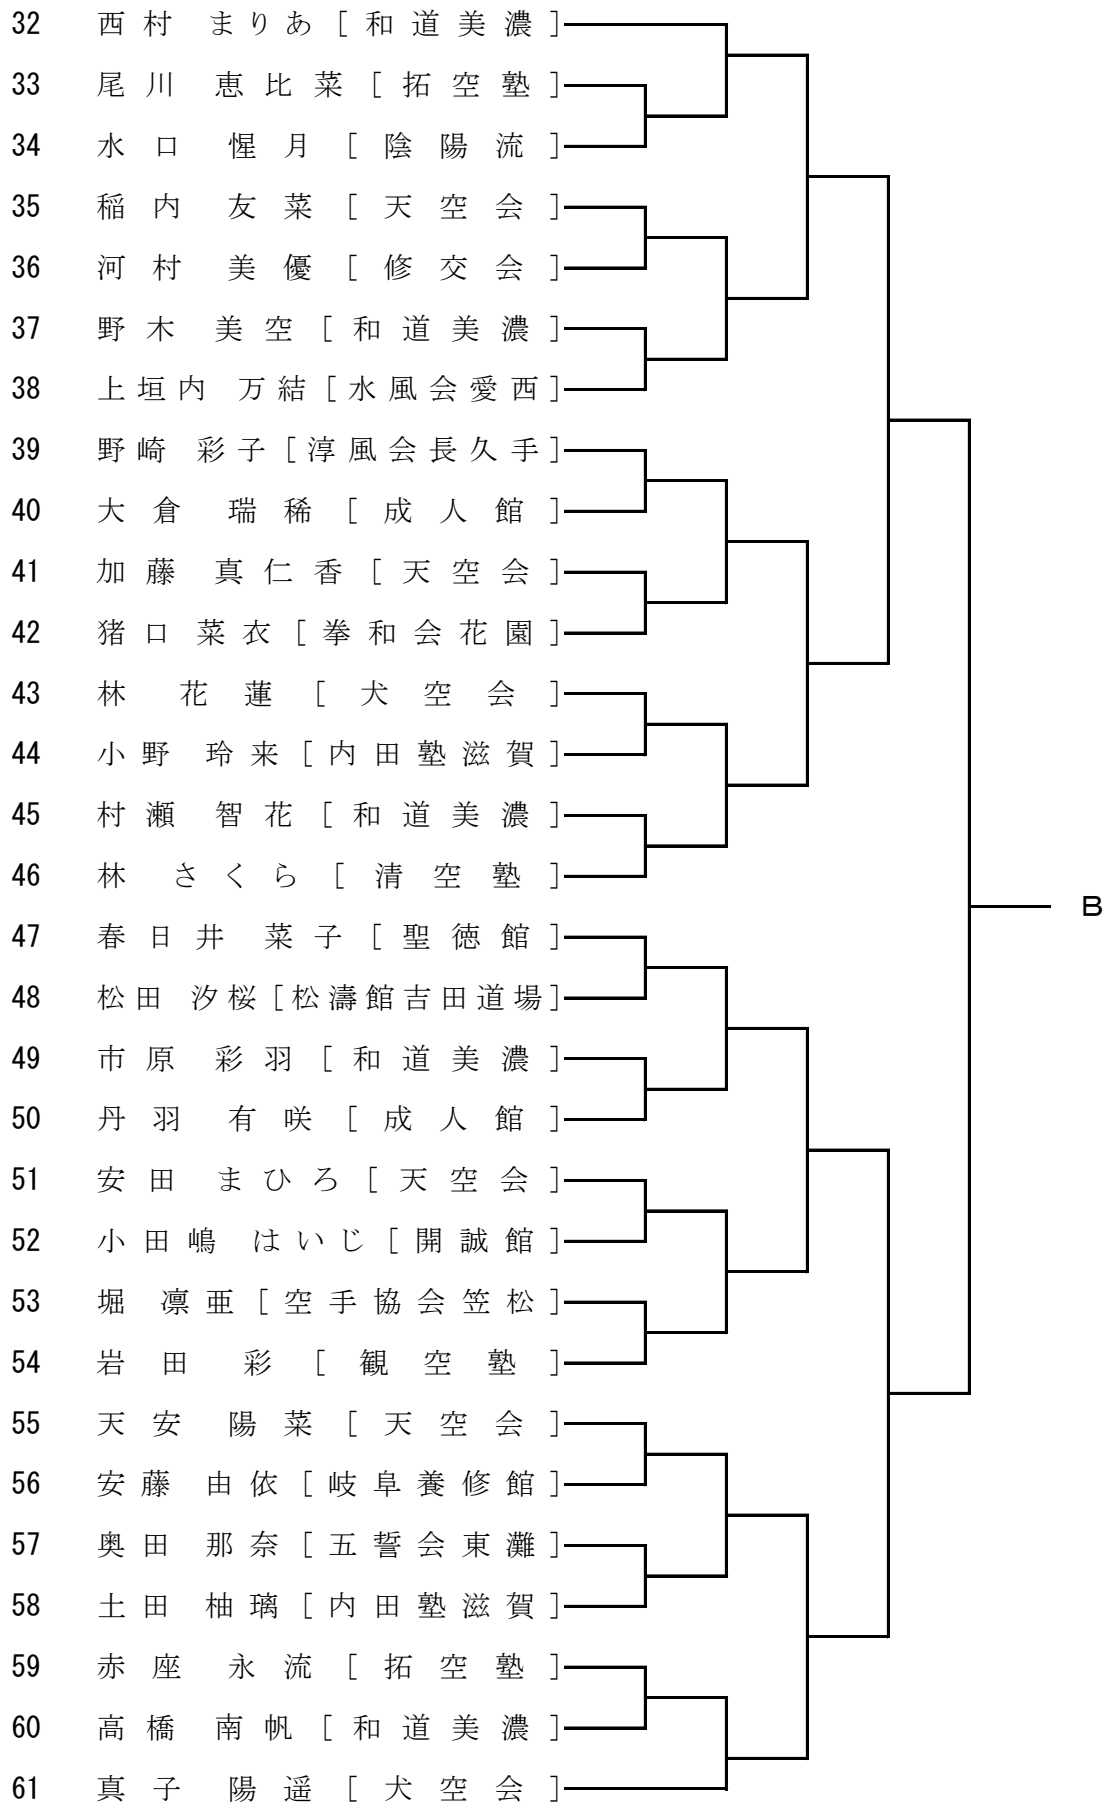 32 西村 まりあ [和道美濃]
33 尾川 恵比菜 [拓空塾]
34 水口 惺月 [陰陽流]
35 稲内 友菜 [天空会]
36 河村 美優 [修交会]
37 野木 美空 [和道美濃]
38 上垣内 万結 [水風会愛西]
39 野崎 彩子 [淳風会長久手]
40 大倉 瑞稀 [成人館]
41 加藤 真仁香 [天空会]
42 猪口 菜衣 [拳和会花園]
43 林 花蓮 [犬空会]
44 小野 玲来 [内田塾滋賀]
45 村瀬 智花 [和道美濃]
46 林 さくら [清空塾]
B
47 春日井 菜子 [聖徳館]
48 松田 汐桜 [松濤館吉田道場]
49 市原 彩羽 [和道美濃]
50 丹羽 有咲 [成人館]
51 安田 まひろ [天空会]
52 小田嶋 はいじ [開誠館]
53 堀 凛亜 [空手協会笠松]
54 岩田 彩 [観空塾]
55 天安 陽菜 [天空会]
56 安藤 由依 [岐阜養修館]
57 奥田 那奈 [五誓会東灘]
58 土田 柚璃 [内田塾滋賀]
59 赤座 永流 [拓空塾]
60 高橋 南帆 [和道美濃]
61 真子 陽遥 [犬空会]